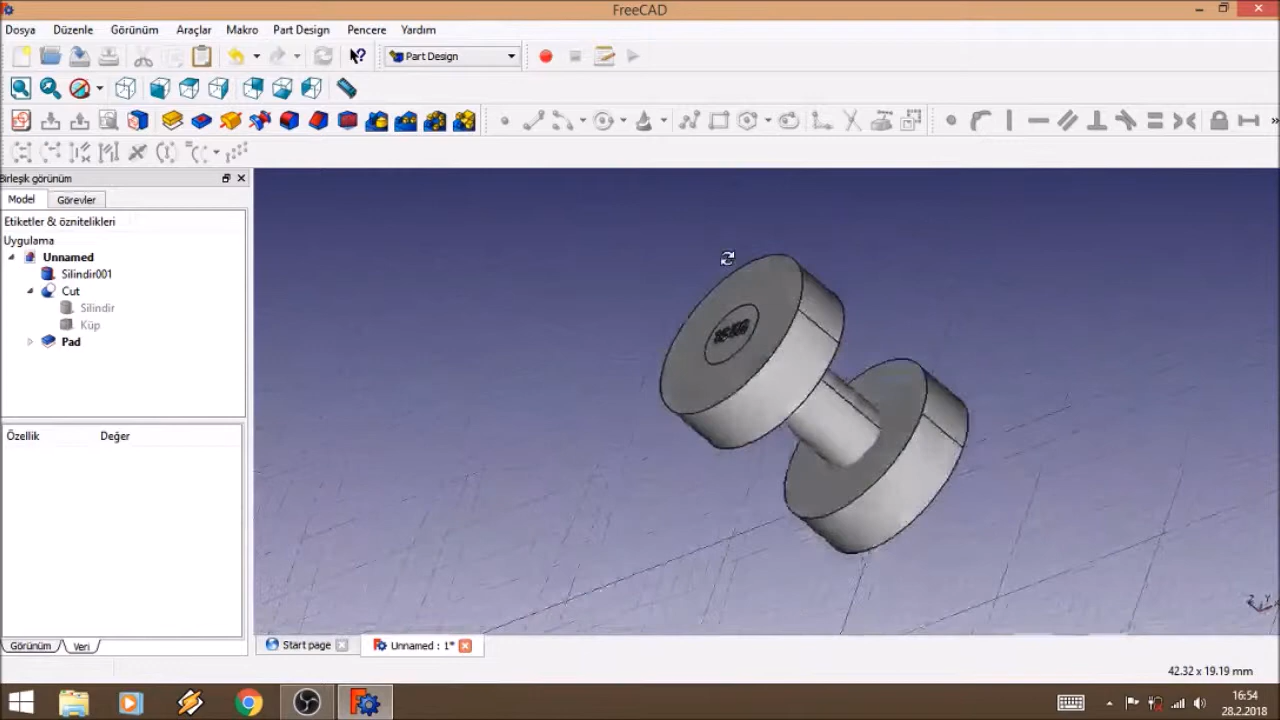 FreeCAD
Dosya Düzenle Görünüm Araçlar Makro Part Design Pencere Yardım
Part Design
Birleşik görünüm
Model Görevler
Etiketler & öznitelikleri
Uygulama
Unnamed
Silindir001
Cut
Silindir
Küp
Pad
Özellik Değer
Görünüm Veri
Start page Unnamed : 1*
42.32 x 19.19 mm
16:54
28.2.2018